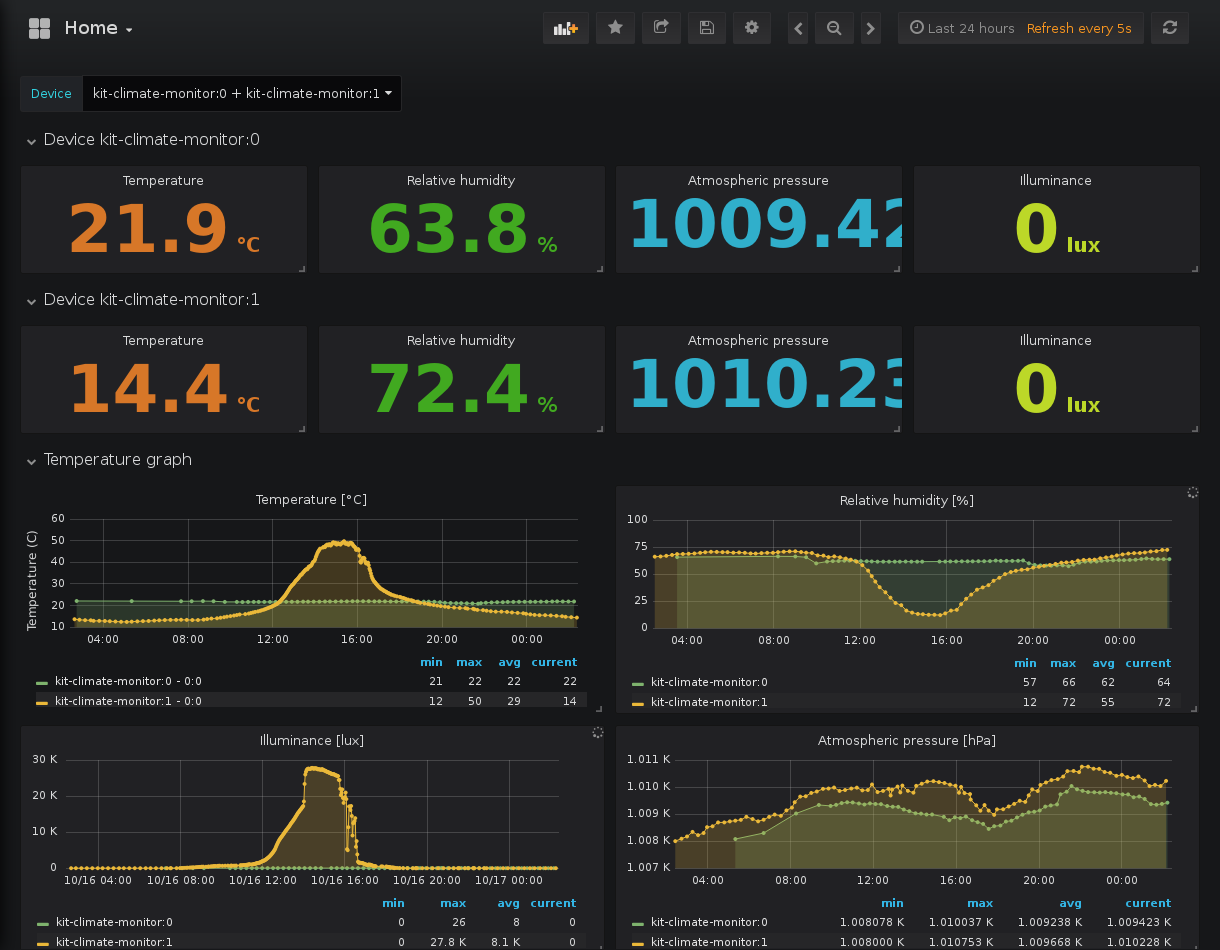 Home
Last 24 hours Refresh every 5s
Device kit-climate-monitor:0 + kit-climate-monitor:1
Device kit-climate-monitor:0
Temperature Relative humidity Atmospheric pressure Illuminance
21.9 °C 63.8 % 1009.42 0 lux
Device kit-climate-monitor:1
Temperature Relative humidity Atmospheric pressure Illuminance
14.4 °C 72.4 % 1010.23 0 lux
Temperature graph
Temperature [°C]
Temperature (C)
60
50
40
30
20
10
04:00 08:00 12:00 16:00 20:00 00:00
min max avg current
kit-climate-monitor:0 - 0:0 21 22 22 22
kit-climate-monitor:1 - 0:0 12 50 29 14
Relative humidity [%]
100
75
50
25
0
04:00 08:00 12:00 16:00 20:00 00:00
min max avg current
kit-climate-monitor:0 57 66 62 64
kit-climate-monitor:1 12 72 55 72
Illuminance [lux]
30 K
20 K
10 K
0
10/16 04:00 10/16 08:00 10/16 12:00 10/16 16:00 10/16 20:00 10/17 00:00
min max avg current
kit-climate-monitor:0 0 26 8 0
kit-climate-monitor:1 0 27.8 K 8.1 K 0
Atmospheric pressure [hPa]
1.011 K
1.010 K
1.009 K
1.008 K
1.007 K
04:00 08:00 12:00 16:00 20:00 00:00
min max avg current
kit-climate-monitor:0 1.008078 K 1.010037 K 1.009238 K 1.009423 K
kit-climate-monitor:1 1.008000 K 1.010753 K 1.009668 K 1.010228 K